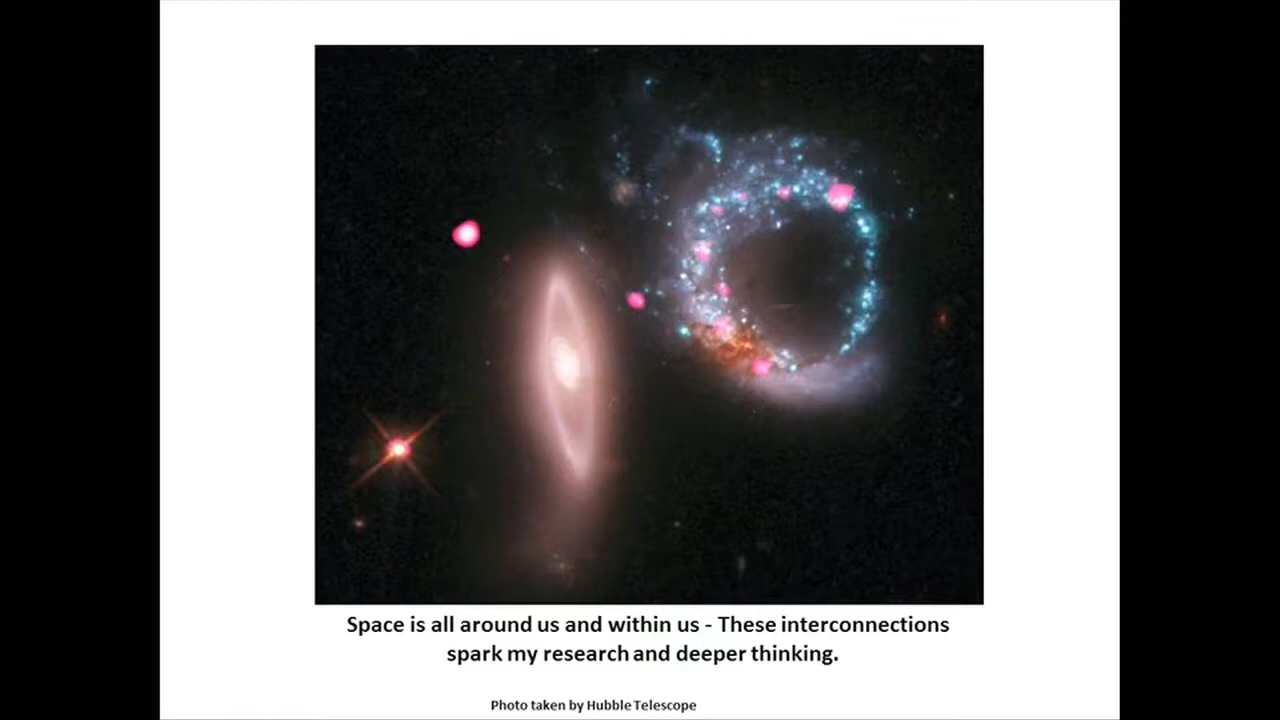 Space is all around us and within us - These interconnections
spark my research and deeper thinking.
Photo taken by Hubble Telescope